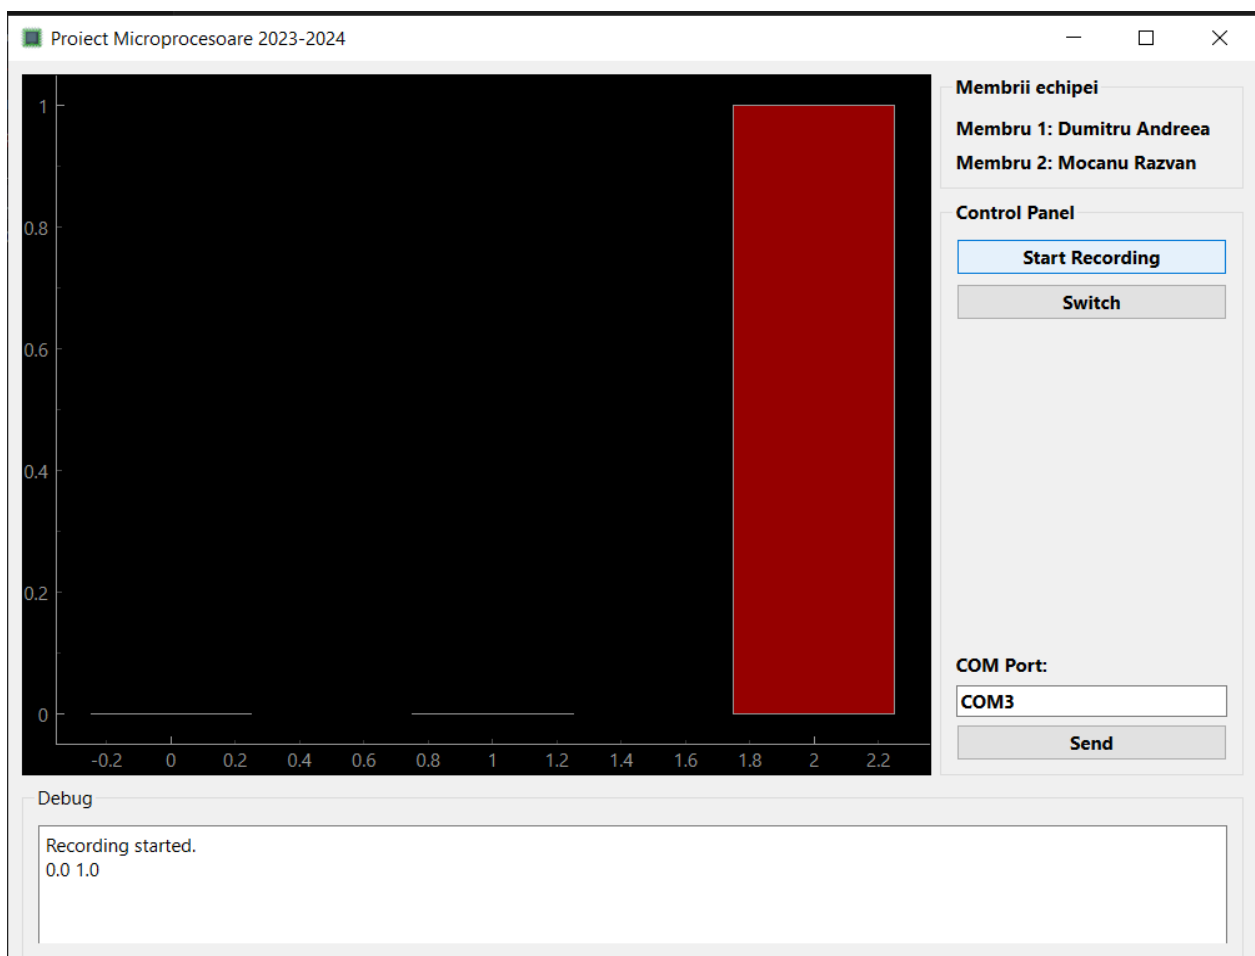 Proiect Microprocesoare 2023-2024
1
0.8
0.6
0.4
0.2
0
-0.2 0 0.2 0.4 0.6 0.8 1 1.2 1.4 1.6 1.8 2 2.2
Membrii echipei
Membru 1: Dumitru Andreea
Membru 2: Mocanu Razvan
Control Panel
Start Recording
Switch
COM Port:
COM3
Send
Debug
Recording started.
0.0 1.0